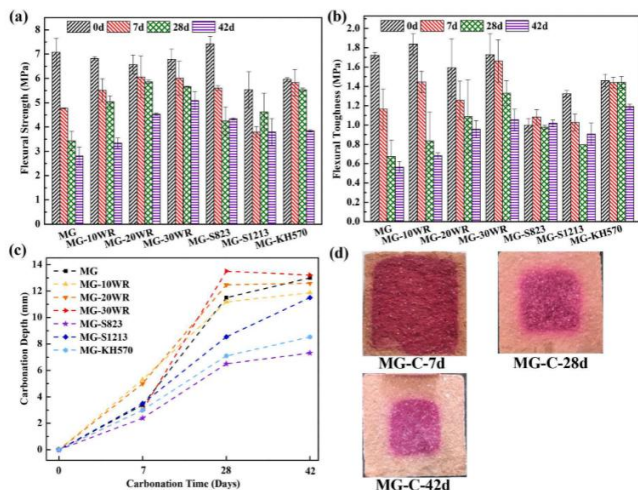 (a)
0d 7d 28d 42d
Flexural Strength (MPa)
8
7
6
5
4
3
2
1
0
MG
MG-10WR
MG-20WR
MG-30WR
MG-S823
MG-S1213
MG-KH570
(b)
0d 7d 28d 42d
Flexural Toughness (MPa)
2.0
1.8
1.6
1.4
1.2
1.0
0.8
0.6
0.4
0.2
0.0
MG
MG-10WR
MG-20WR
MG-30WR
MG-S823
MG-S1213
MG-KH570
(c)
MG
MG-10WR
MG-20WR
MG-30WR
MG-S823
MG-S1213
MG-KH570
Carbonation Depth (mm)
14
12
10
8
6
4
2
0
0 7 28 42
Carbonation Time (Days)
(d)
MG-C-7d
MG-C-28d
MG-C-42d